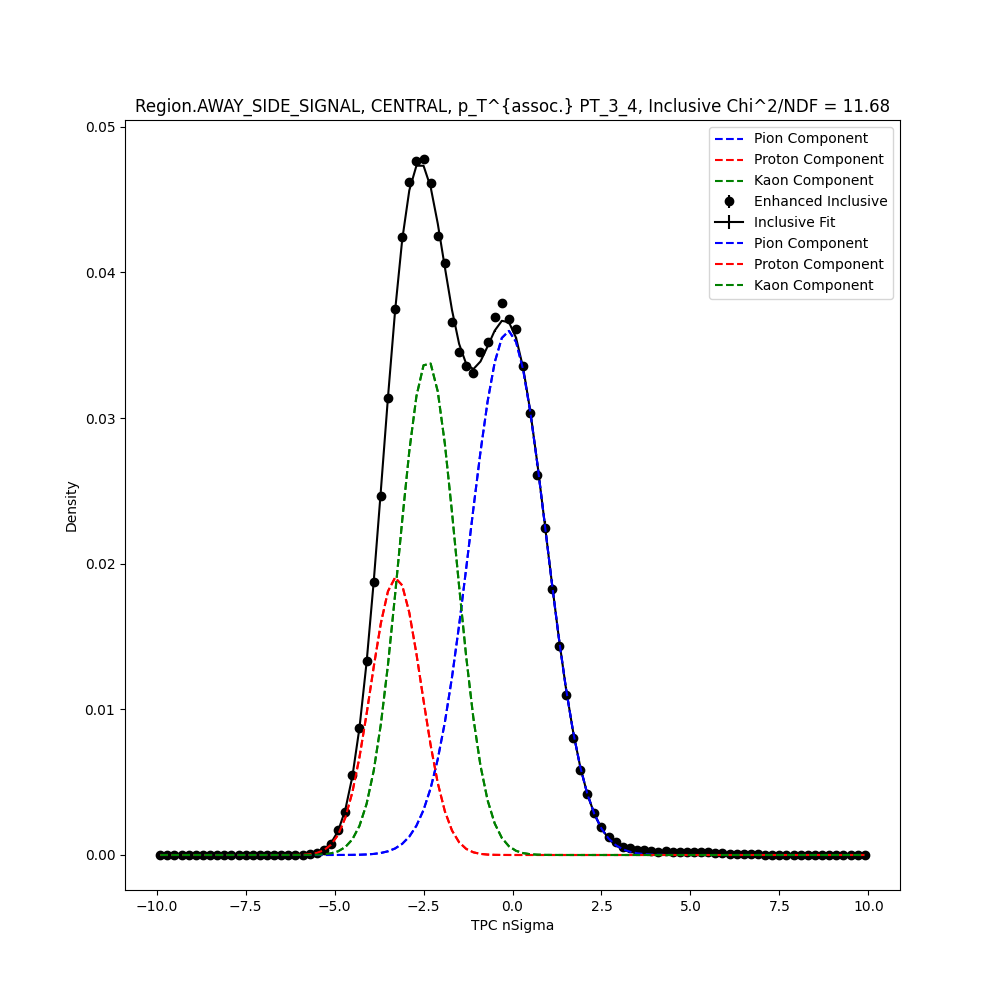 Region.AWAY_SIDE_SIGNAL, CENTRAL, p_T^{assoc.} PT_3_4, Inclusive Chi^2/NDF = 11.68
Pion Component
Proton Component
Kaon Component
Enhanced Inclusive
Inclusive Fit
Pion Component
Proton Component
Kaon Component
0.05
0.04
0.03
0.02
0.01
0.00
Density
−10.0 −7.5 −5.0 −2.5 0.0 2.5 5.0 7.5 10.0
TPC nSigma